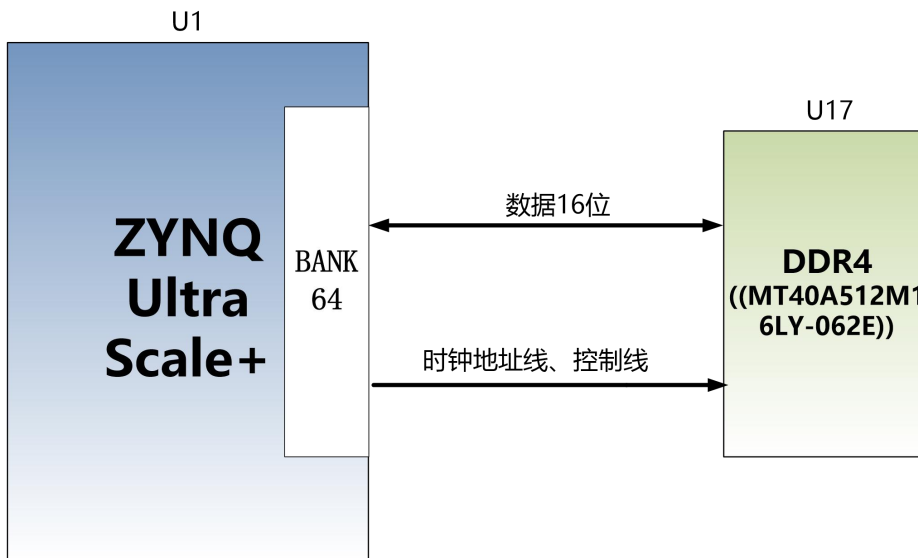 U1
U17
ZYNQ
Ultra
Scale+
BANK
64
数据16位
时钟地址线、控制线
DDR4
((MT40A512M1
6LY-062E))